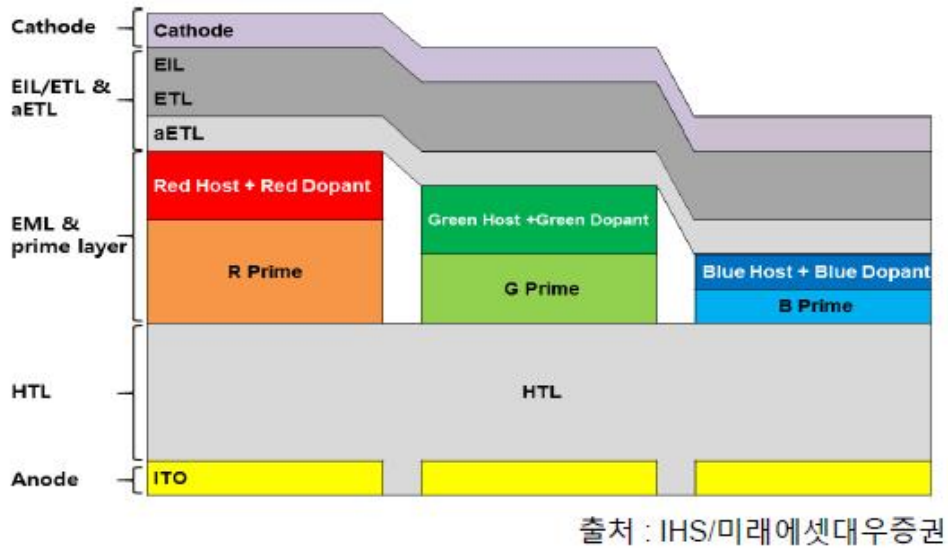 Cathode
Cathode
EIL/ETL &
aETL
EIL
ETL
aETL
EML &
prime layer
Red Host + Red Dopant
R Prime
Green Host +Green Dopant
G Prime
Blue Host + Blue Dopant
B Prime
HTL
HTL
Anode
ITO
출처 : IHS/미래에셋대우증권